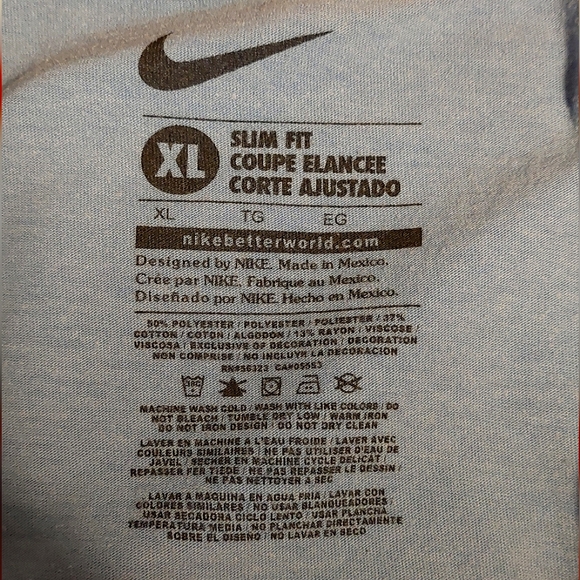 XL
SLIM FIT
COUPE ELANCEE
CORTE AJUSTADO
XL TG EG
nikebetterworld.com
Designed by NIKE. Made in Mexico.
Crée par NIKE. Fabrique au Mexico.
Diseñado por NIKE. Hecho en Mexico.
50% POLYESTER / POLYESTER / POLIESTER / 37%
COTTON / COTON / ALGODON / 13% RAYON / VISCOSE /
VISCOSA / EXCLUSIVE OF DECORATION / DECORATION
NON COMPRISE / NO INCLUYE LA DECORACION
RN#56323 CA#05553
30C
MACHINE WASH COLD / WASH WITH LIKE COLORS / DO
NOT BLEACH / TUMBLE DRY LOW / WARM IRON
DO NOT IRON DESIGN / DO NOT DRY CLEAN
LAVER EN MACHINE A L'EAU FROIDE / LAVER AVEC
COULEURS SIMILAIRES / NE PAS UTILISER D'EAU DE
JAVEL / SECHER EN MACHINE CYCLE DELICAT /
REPASSER FER TIEDE / NE PAS REPASSER LE DESSIN /
NE PAS NETTOYER A SEC
LAVAR A MAQUINA EN AGUA FRIA / LAVAR CON
COLORES SIMILARES / NO USAR BLANQUEADORES /
USAR SECADORA CICLO LENTO / USAR PLANCHA
TEMPERATURA MEDIA / NO PLANCHAR DIRECTAMENTE
SOBRE EL DISEÑO / NO LAVAR EN SECO